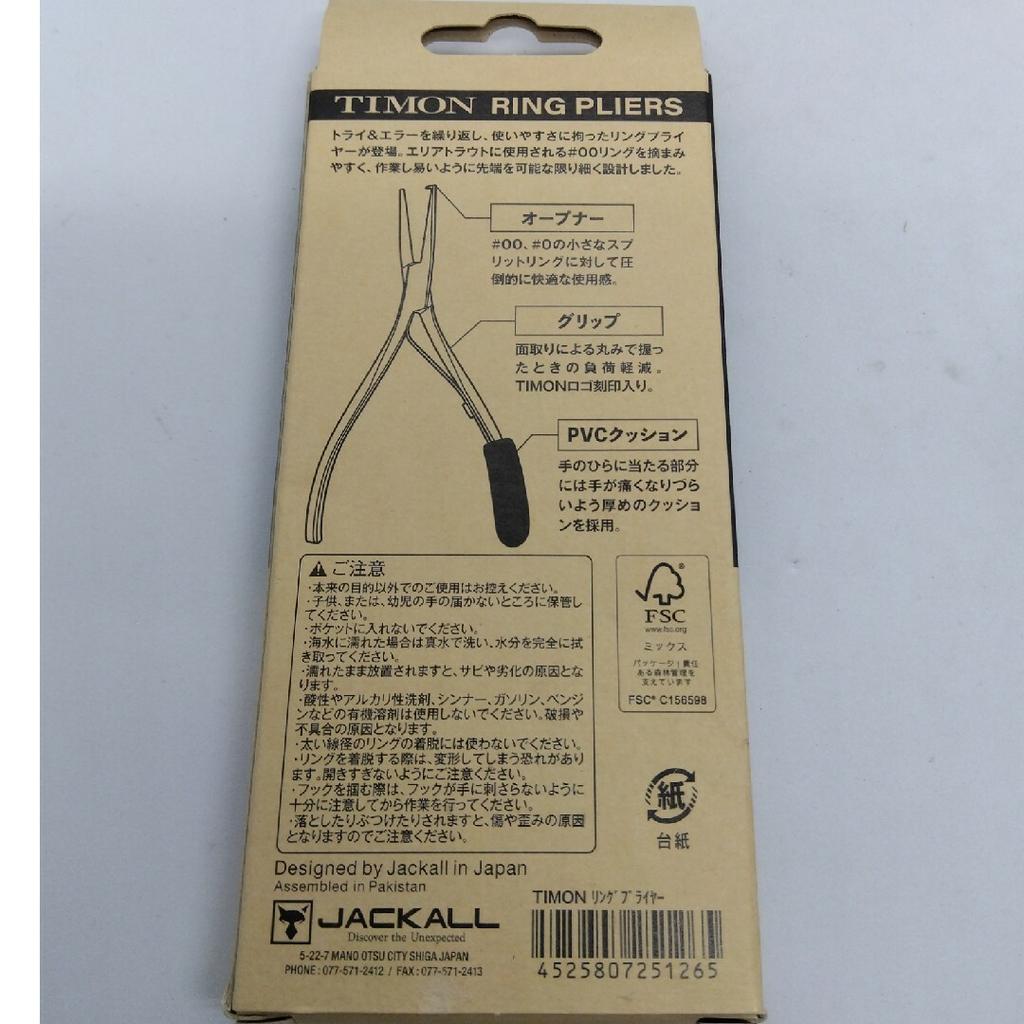 TIMON RING PLIERS
トライ&エラーを繰り返し、使いやすさに拘ったリングプライ
ヤーが登場。エリアトラウトに使用される#00リングを摘まみ
やすく、作業し易いように先端を可能な限り細く設計しました。
オープナー
#00、#0の小さなスプ
リットリングに対して圧
倒的に快適な使用感。
グリップ
面取りによる丸みで握っ
たときの負荷軽減。
TIMONロゴ刻印入り。
PVCクッション
手のひらに当たる部分
には手が痛くなりづら
いよう厚めのクッショ
ンを採用。
ご注意
・本来の目的以外でのご使用はお控えください。
・子供、または、幼児の手の届かないところに保管し
てください。
・ポケットに入れないでください。
・海水に濡れた場合は真水で洗い、水分を完全に拭
き取ってください。
・濡れたまま放置されますと、サビや劣化の原因とな
ります。
・酸性やアルカリ性洗剤、シンナー、ガソリン、ベンジ
ンなどの有機溶剤は使用しないでください。破損や
不具合の原因となります。
・太い線径のリングの着脱には使わないでください。
・リングを着脱する際は、変形してしまう恐れがあり
ます。開きすぎないようにご注意ください。
・フックを掴む際は、フックが手に刺さらないように
十分に注意してから作業を行ってください。
・落としたりぶつけたりされますと、傷や歪みの原因
となりますのでご注意ください。
FSC
www.fsc.org
ミックス
パッケージ|責任
ある森林管理を
支えています
FSC® C156598
紙
台紙
Designed by Jackall in Japan
Assembled in Pakistan
JACKALL
Discover the Unexpected
5-22-7 MANO OTSU CITY SHIGA JAPAN
PHONE : 077-571-2412 / FAX : 077-571-2413
TIMON ﾘﾝｸﾞﾌﾟﾗｲﾔｰ
4525807251265